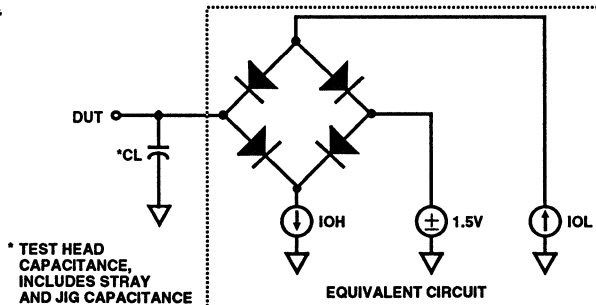 DUT
*CL
IOH
± 1.5V
IOL
* TEST HEAD
CAPACITANCE,
INCLUDES STRAY
AND JIG CAPACITANCE
EQUIVALENT CIRCUIT